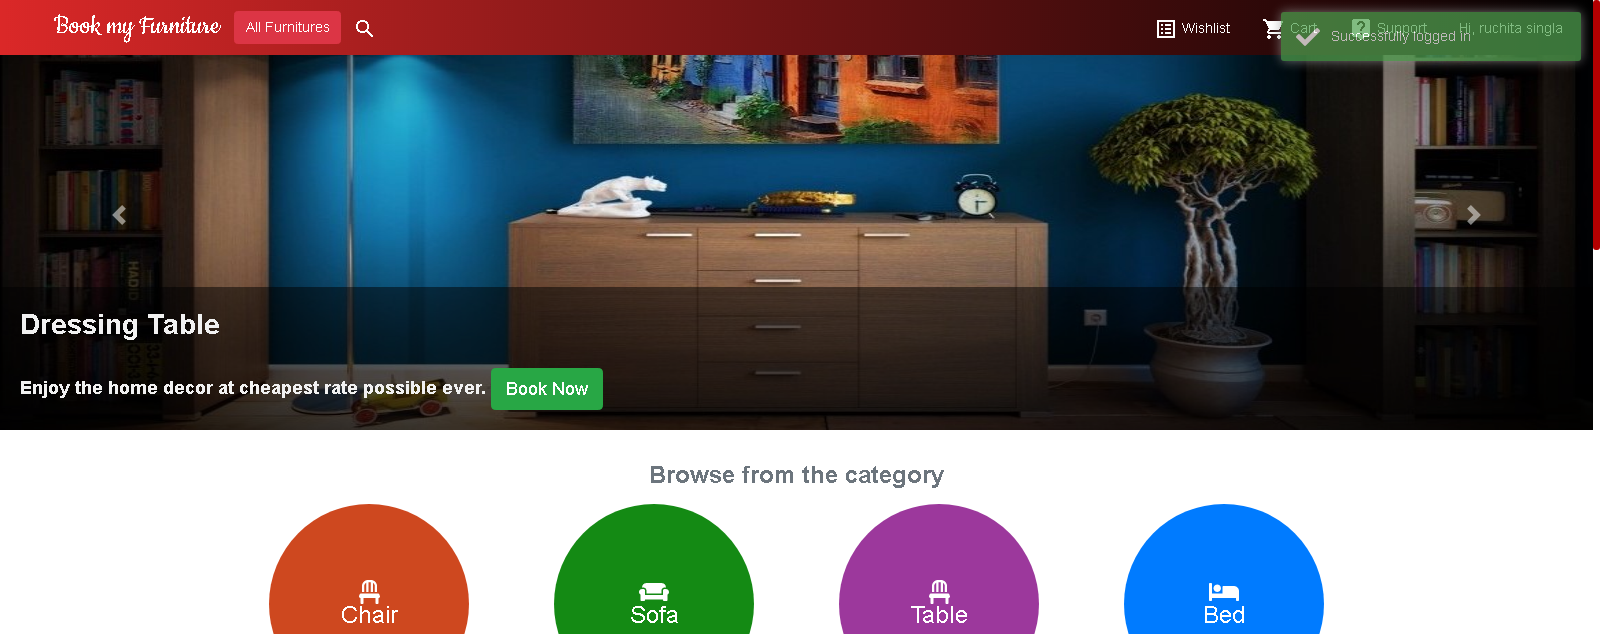 Book my Furniture
All Furnitures
Wishlist
Cart
Support
Hi, ruchita singla
Successfully logged in
Dressing Table
Enjoy the home decor at cheapest rate possible ever.
Book Now
Browse from the category
Chair
Sofa
Table
Bed